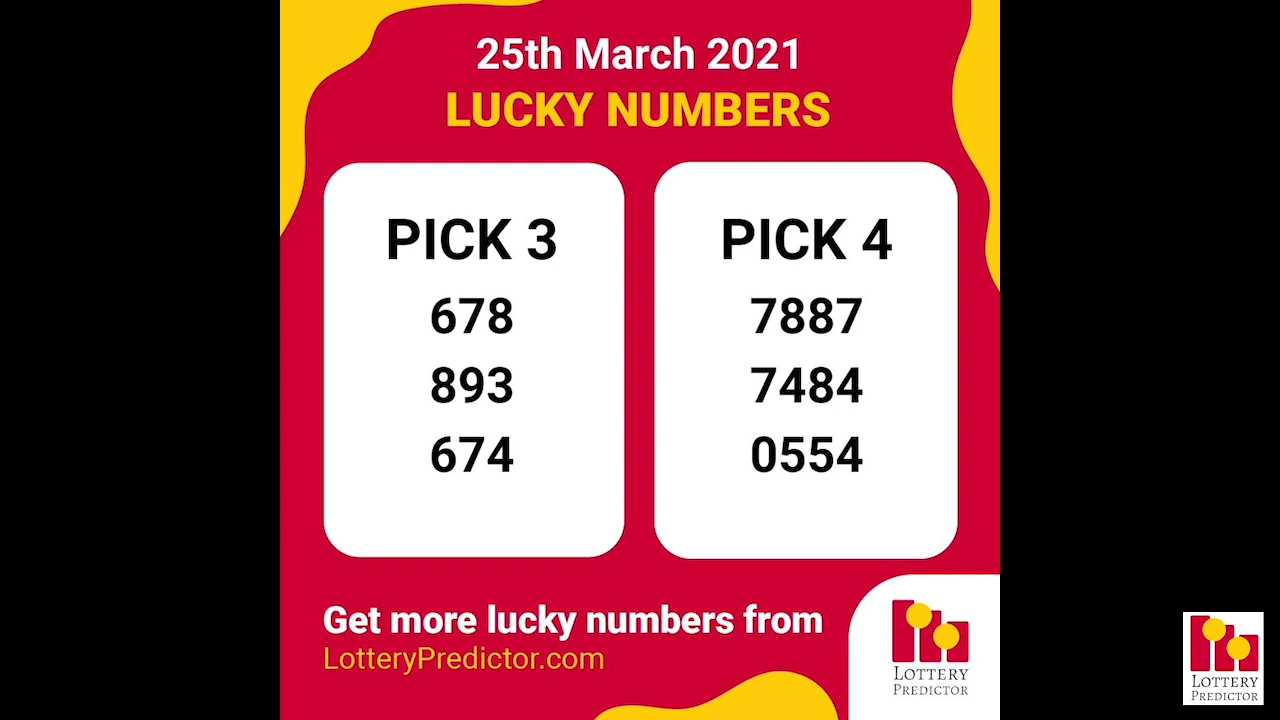 25th March 2021
LUCKY NUMBERS
PICK 3
678
893
674
PICK 4
7887
7484
0554
Get more lucky numbers from
LotteryPredictor.com
LOTTERY
PREDICTOR
LOTTERY
PREDICTOR